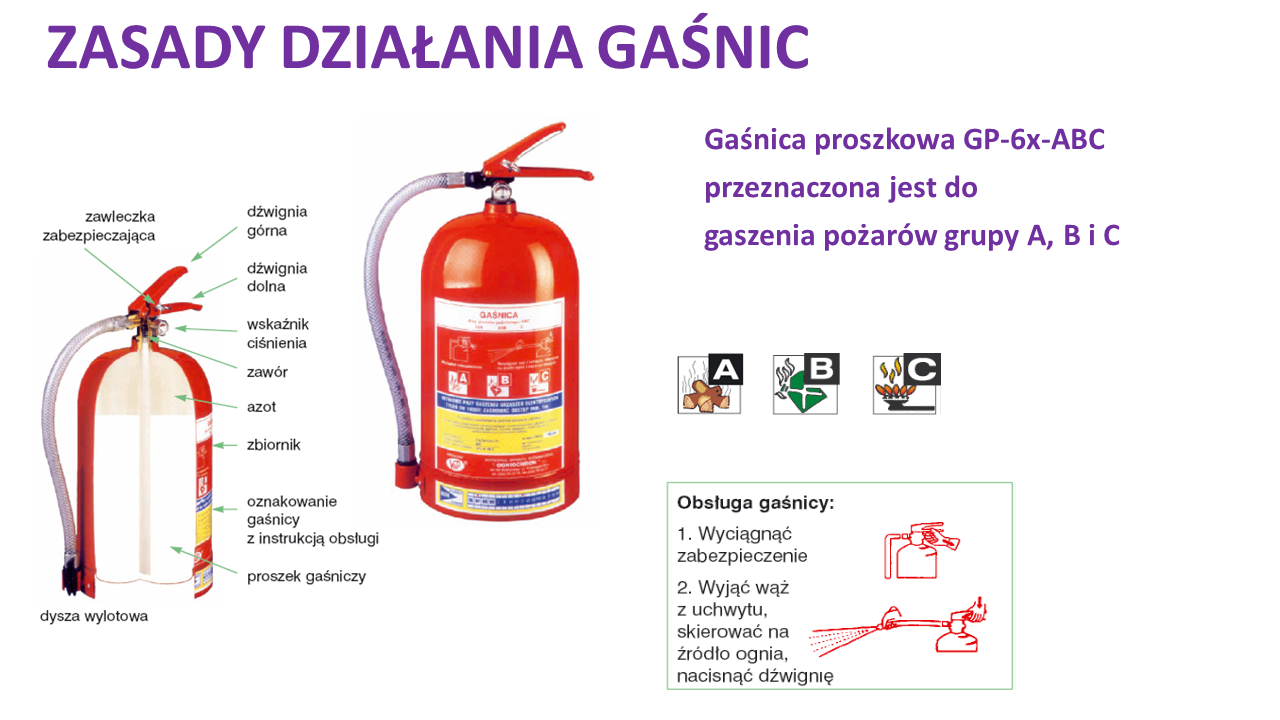 ZASADY DZIAŁANIA GAŚNIC
Gaśnica proszkowa GP-6x-ABC
przeznaczona jest do
gaszenia pożarów grupy A, B i C
zawleczka
zabezpieczająca
dźwignia
górna
dźwignia
dolna
wskaźnik
ciśnienia
zawór
azot
zbiornik
oznakowanie
gaśnicy
z instrukcją obsługi
proszek gaśniczy
dysza wylotowa
GAŚNICA
A
B
C
OGNIOCHRON
A
B
C
Obsługa gaśnicy:
1. Wyciągnąć
zabezpieczenie
2. Wyjąć wąż
z uchwytu,
skierować na
źródło ognia,
nacisnąć dźwignię